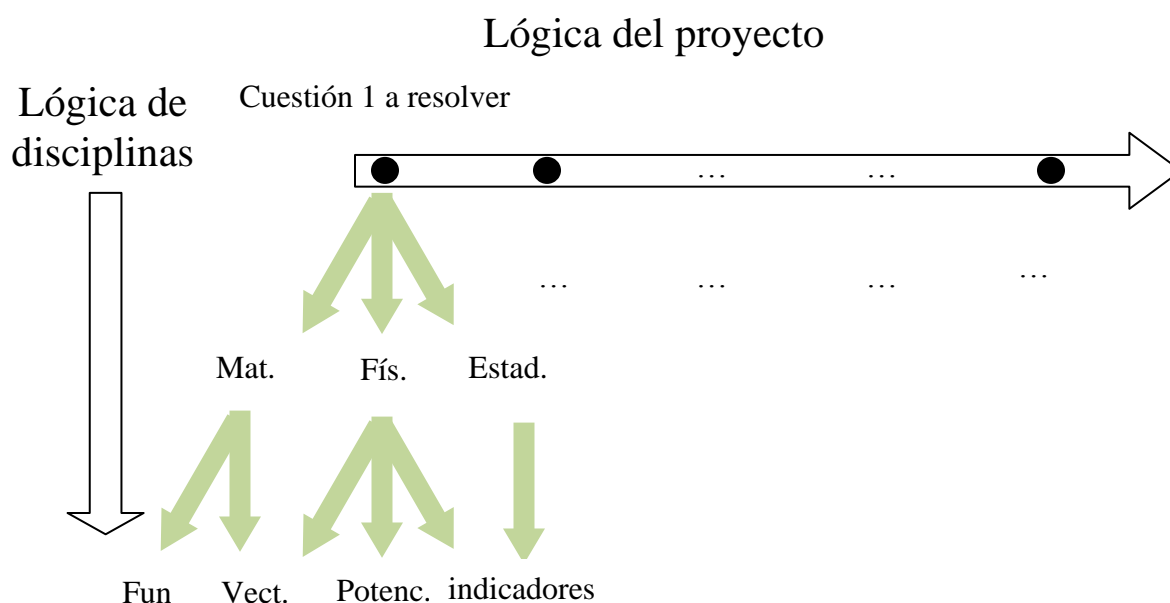 Lógica del proyecto
Lógica de
disciplinas
Cuestión 1 a resolver
… …
… … … …
Mat. Fís. Estad.
Fun Vect. Potenc. indicadores